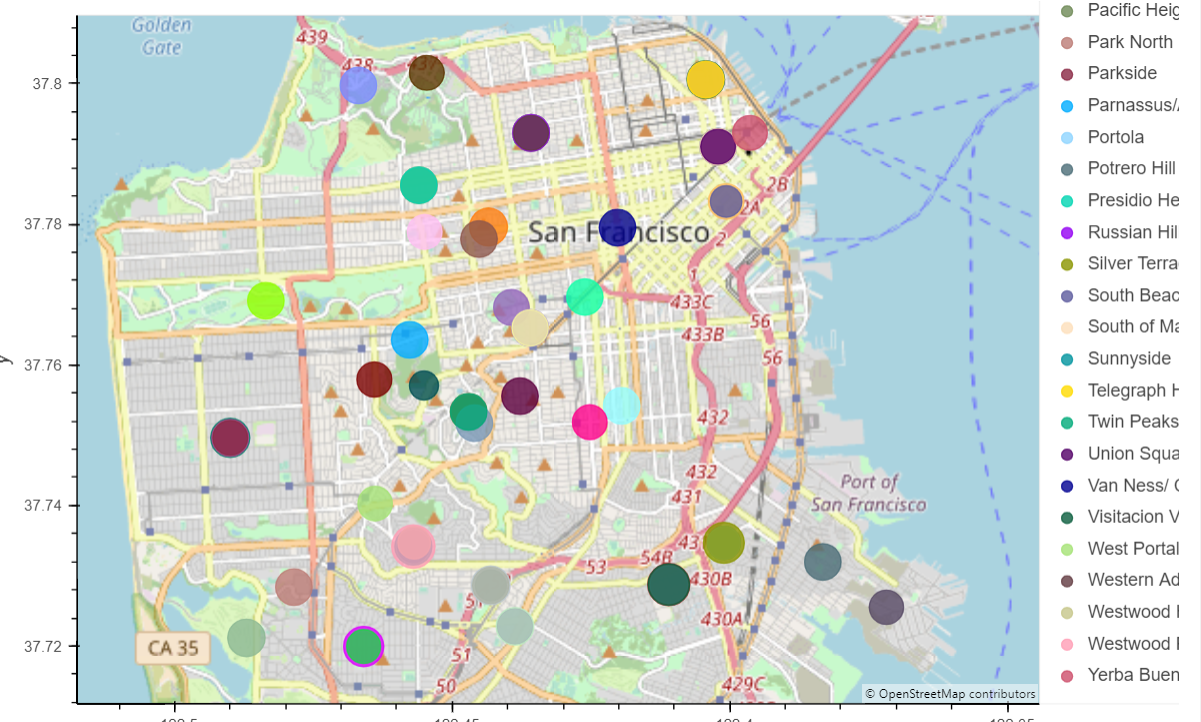 Golden
Gate
439
438
437
37.8
2B
37.78
2A
San Francisco
2
1
433C
56
433B
37.76
56
y
432
432
Port of
San Francisco
431
37.74
43
54B
53
430B
430A
CA 35
37.72
51
50
429C
© OpenStreetMap contributors
Pacific Heig
Park North
Parkside
Parnassus/
Portola
Potrero Hill
Presidio He
Russian Hil
Silver Terra
South Beac
South of Ma
Sunnyside
Telegraph H
Twin Peaks
Union Squa
Van Ness/
Visitacion V
West Portal
Western Ad
Westwood
Westwood
Yerba Buen